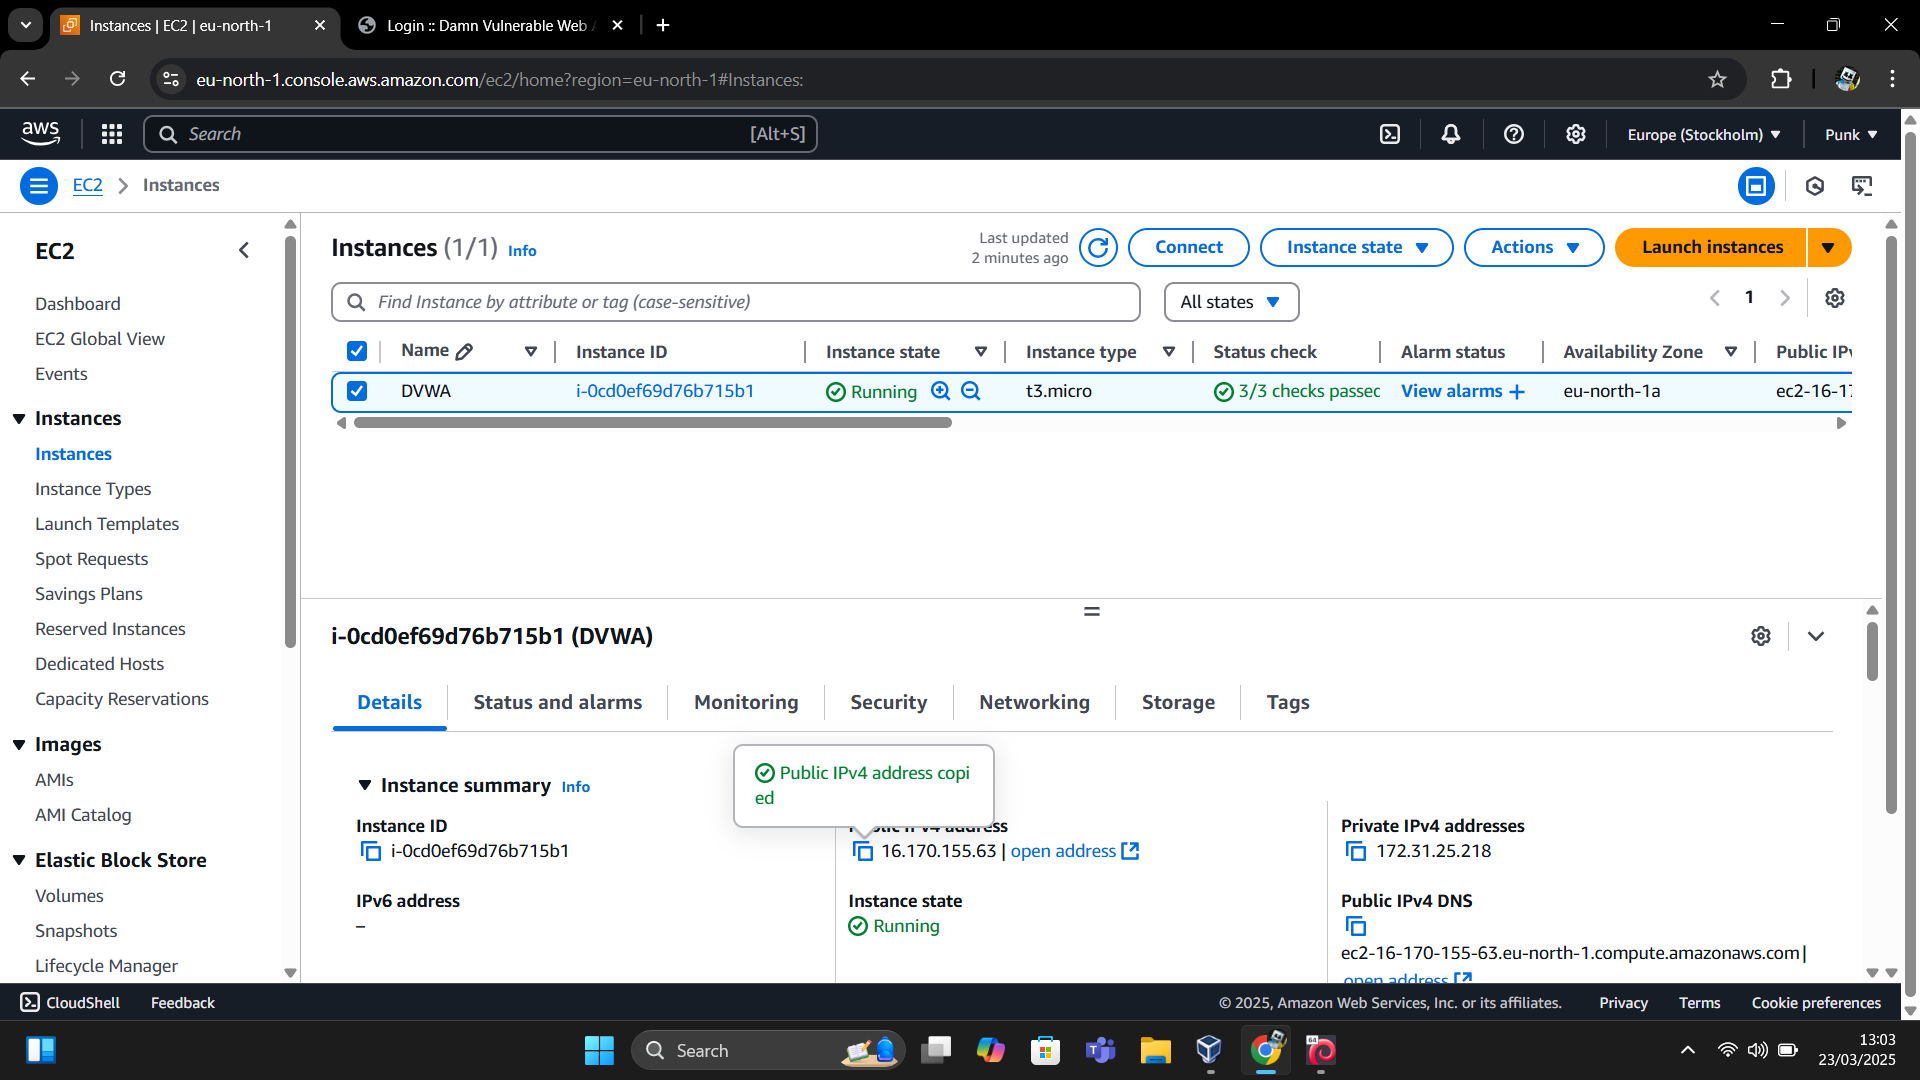 Instances | EC2 | eu-north-1
Login :: Damn Vulnerable Web
eu-north-1.console.aws.amazon.com/ec2/home?region=eu-north-1#Instances:
aws
Search
[Alt+S]
Europe (Stockholm)
Punk
EC2
Instances
EC2
Dashboard
EC2 Global View
Events
Instances
Instances
Instance Types
Launch Templates
Spot Requests
Savings Plans
Reserved Instances
Dedicated Hosts
Capacity Reservations
Images
AMIs
AMI Catalog
Elastic Block Store
Volumes
Snapshots
Lifecycle Manager
Instances (1/1) Info
Last updated
2 minutes ago
Connect
Instance state
Actions
Launch instances
Find Instance by attribute or tag (case-sensitive)
All states
1
Name Instance ID Instance state Instance type Status check Alarm status Availability Zone Public IPv
DVWA i-0cd0ef69d76b715b1 Running t3.micro 3/3 checks passed View alarms + eu-north-1a ec2-16-17
i-0cd0ef69d76b715b1 (DVWA)
Details Status and alarms Monitoring Security Networking Storage Tags
Public IPv4 address copi
ed
Instance summary Info
Instance ID
i-0cd0ef69d76b715b1
IPv6 address
–
Public IPv4 address
16.170.155.63 | open address
Instance state
Running
Private IPv4 addresses
172.31.25.218
Public IPv4 DNS
ec2-16-170-155-63.eu-north-1.compute.amazonaws.com |
open address
CloudShell
Feedback
© 2025, Amazon Web Services, Inc. or its affiliates.
Privacy
Terms
Cookie preferences
Search
64
13:03
23/03/2025